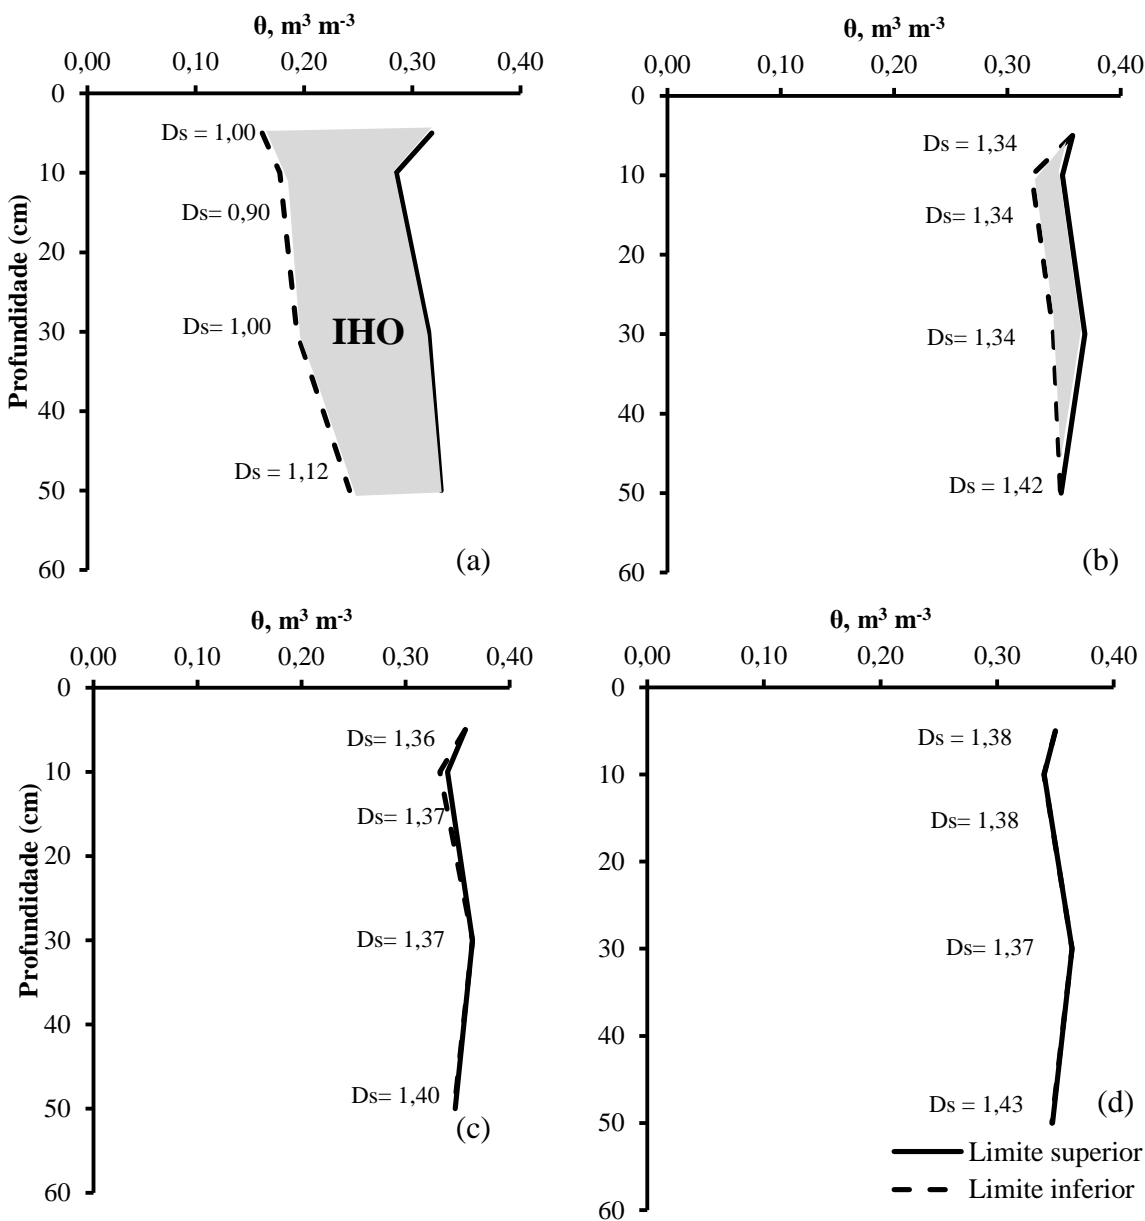 θ, m³ m⁻³
0,00 0,10 0,20 0,30 0,40
0
10
20
30
40
50
60
Profundidade (cm)
Ds = 1,00
Ds= 0,90
Ds= 1,00
IHO
Ds = 1,12
(a)
θ, m³ m⁻³
0,00 0,10 0,20 0,30 0,40
0
10
20
30
40
50
60
Ds = 1,34
Ds= 1,34
Ds= 1,34
Ds = 1,42
(b)
θ, m³ m⁻³
0,00 0,10 0,20 0,30 0,40
0
10
20
30
40
50
60
Profundidade (cm)
Ds= 1,36
Ds= 1,37
Ds= 1,37
Ds= 1,40
(c)
θ, m³ m⁻³
0,00 0,10 0,20 0,30 0,40
0
10
20
30
40
50
60
Ds= 1,38
Ds= 1,38
Ds= 1,37
Ds = 1,43
(d)
Limite superior
Limite inferior